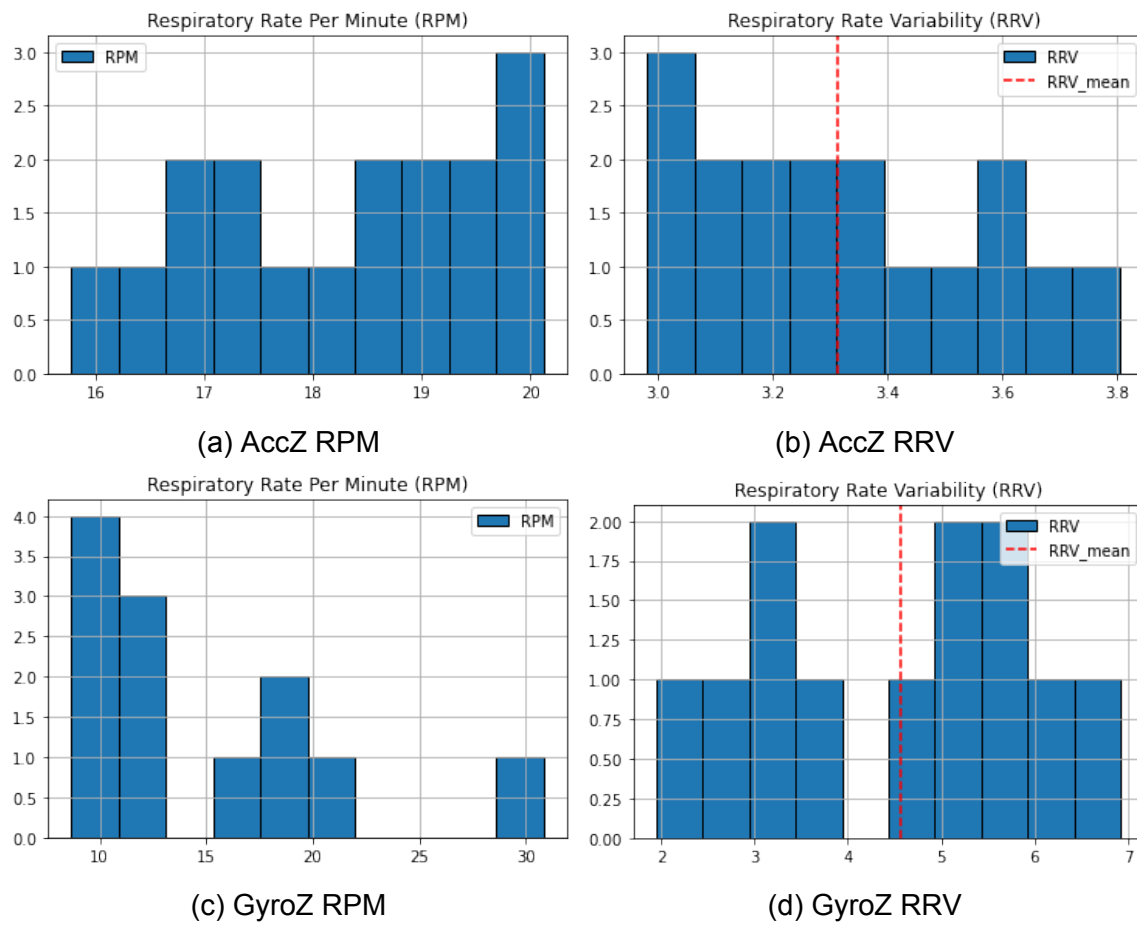 Respiratory Rate Per Minute (RPM)
RPM
3.0
2.5
2.0
1.5
1.0
0.5
0.0
16 17 18 19 20
(a) AccZ RPM
Respiratory Rate Variability (RRV)
RRV
RRV_mean
3.0
2.5
2.0
1.5
1.0
0.5
0.0
3.0 3.2 3.4 3.6 3.8
(b) AccZ RRV
Respiratory Rate Per Minute (RPM)
RPM
4.0
3.5
3.0
2.5
2.0
1.5
1.0
0.5
0.0
10 15 20 25 30
(c) GyroZ RPM
Respiratory Rate Variability (RRV)
RRV
RRV_mean
2.00
1.75
1.50
1.25
1.00
0.75
0.50
0.25
0.00
2 3 4 5 6 7
(d) GyroZ RRV